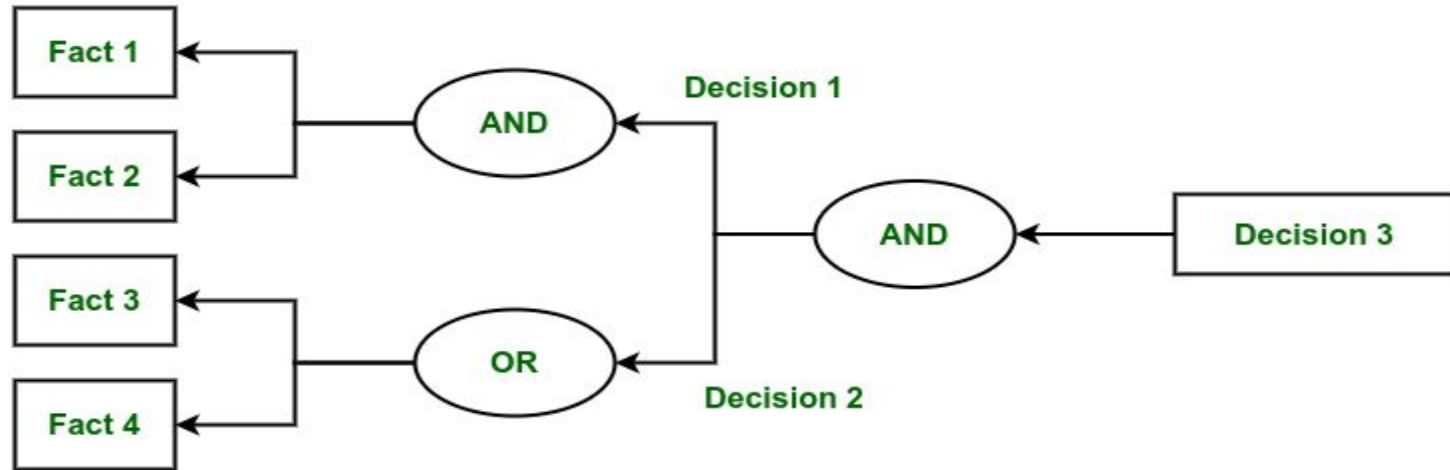 Fact 1
Fact 2
Fact 3
Fact 4
AND
OR
Decision 1
Decision 2
AND
Decision 3